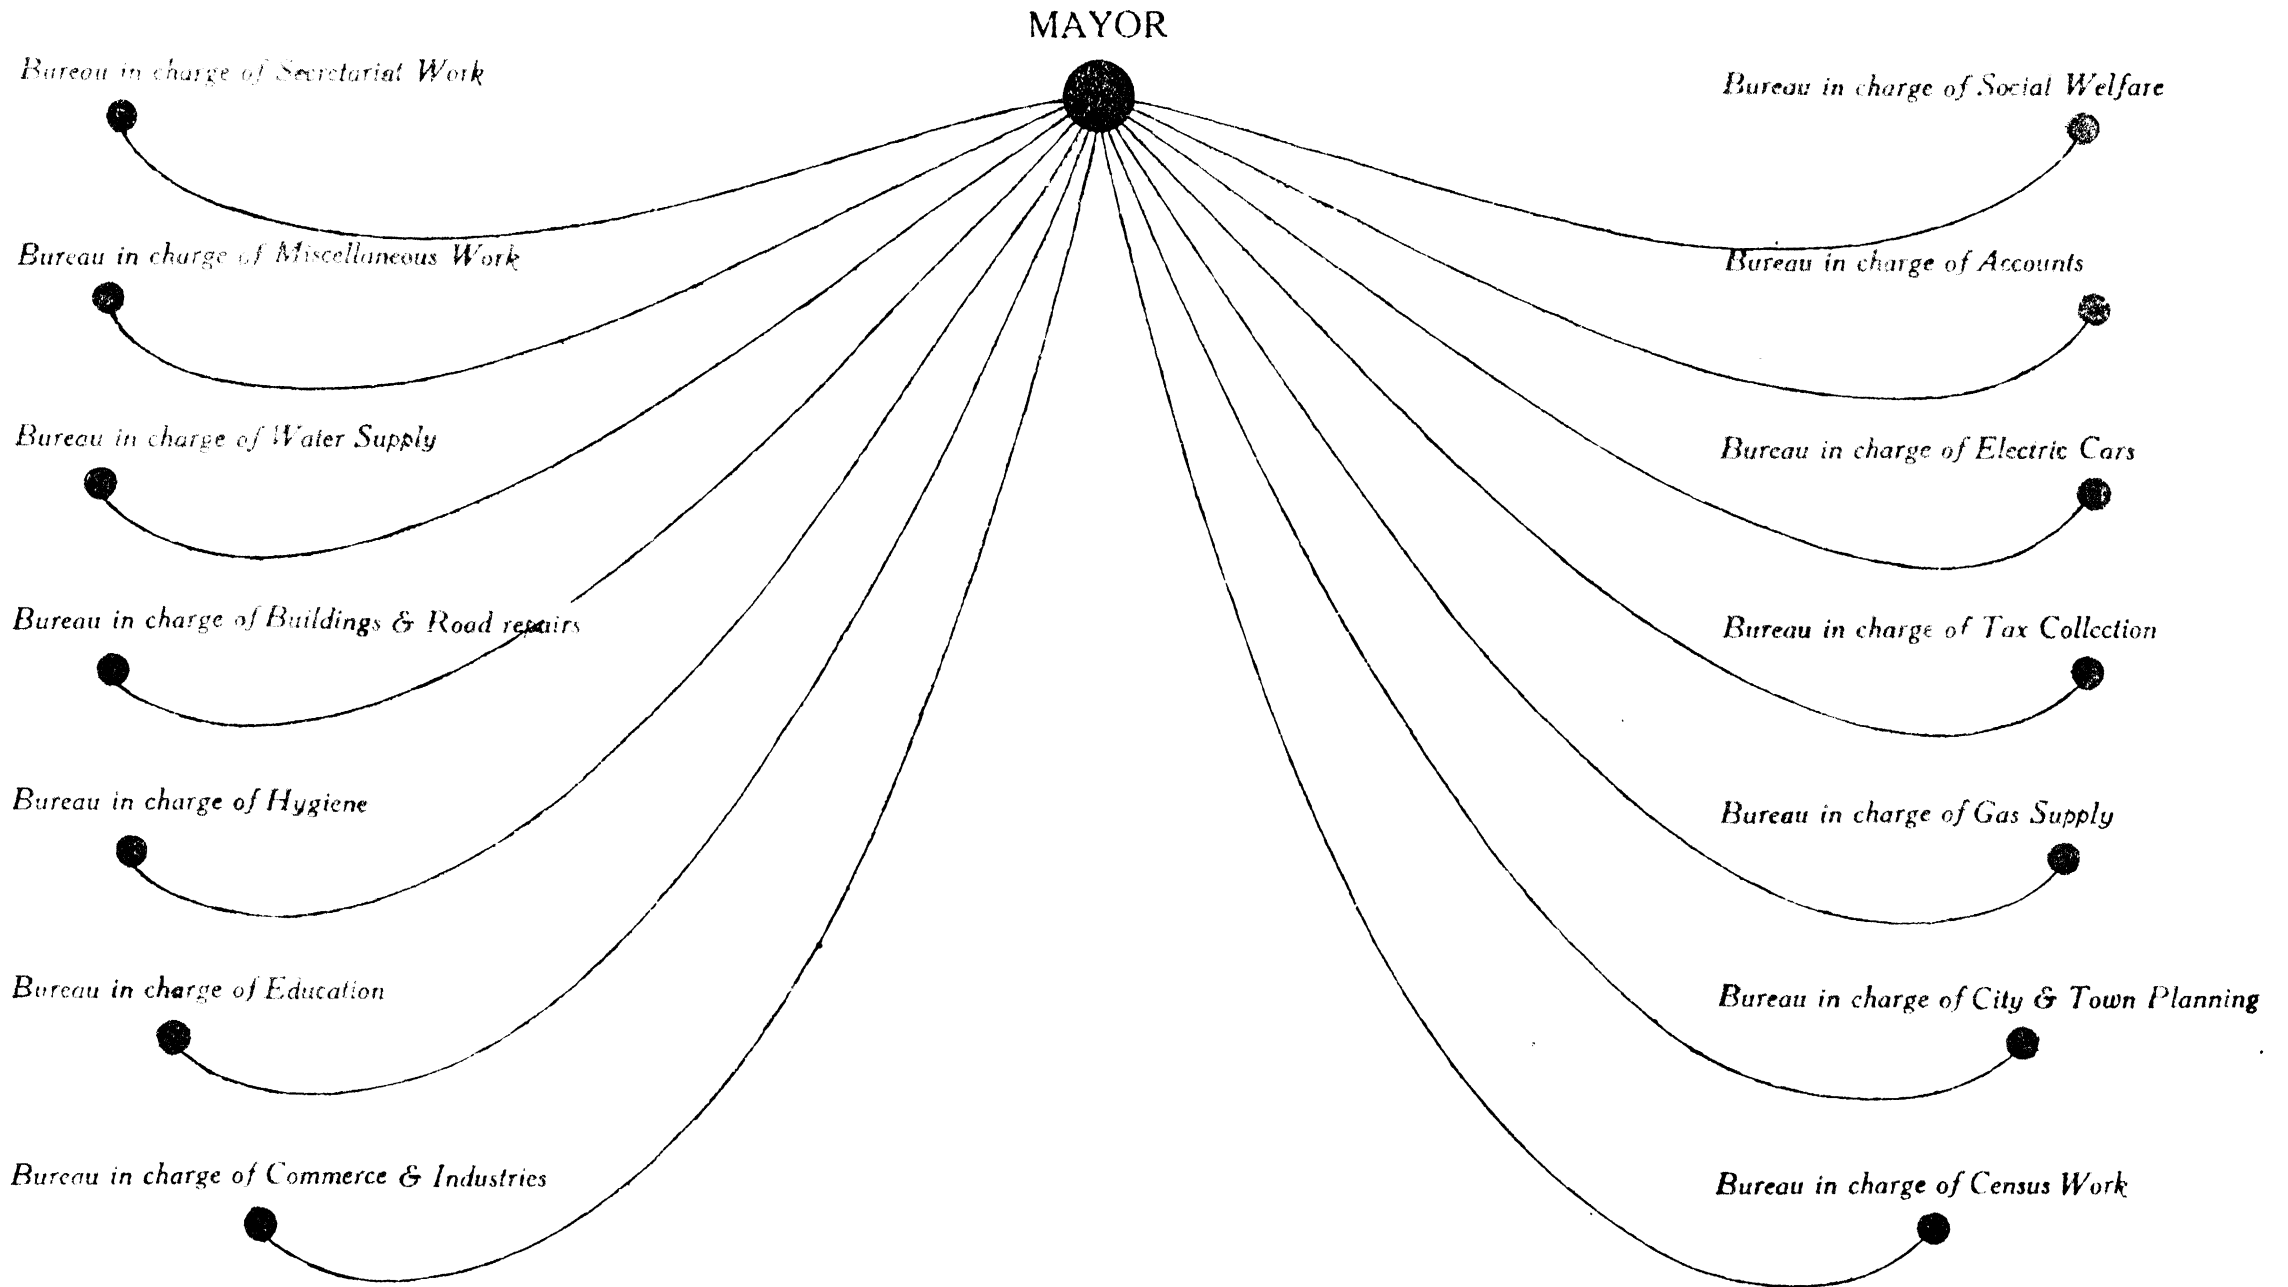 MAYOR
Bureau in charge of Secretarial Work
Bureau in charge of Miscellaneous Work
Bureau in charge of Water Supply
Bureau in charge of Buildings & Road repairs
Bureau in charge of Hygiene
Bureau in charge of Education
Bureau in charge of Commerce & Industries
Bureau in charge of Social Welfare
Bureau in charge of Accounts
Bureau in charge of Electric Cars
Bureau in charge of Tax Collection
Bureau in charge of Gas Supply
Bureau in charge of City & Town Planning
Bureau in charge of Census Work